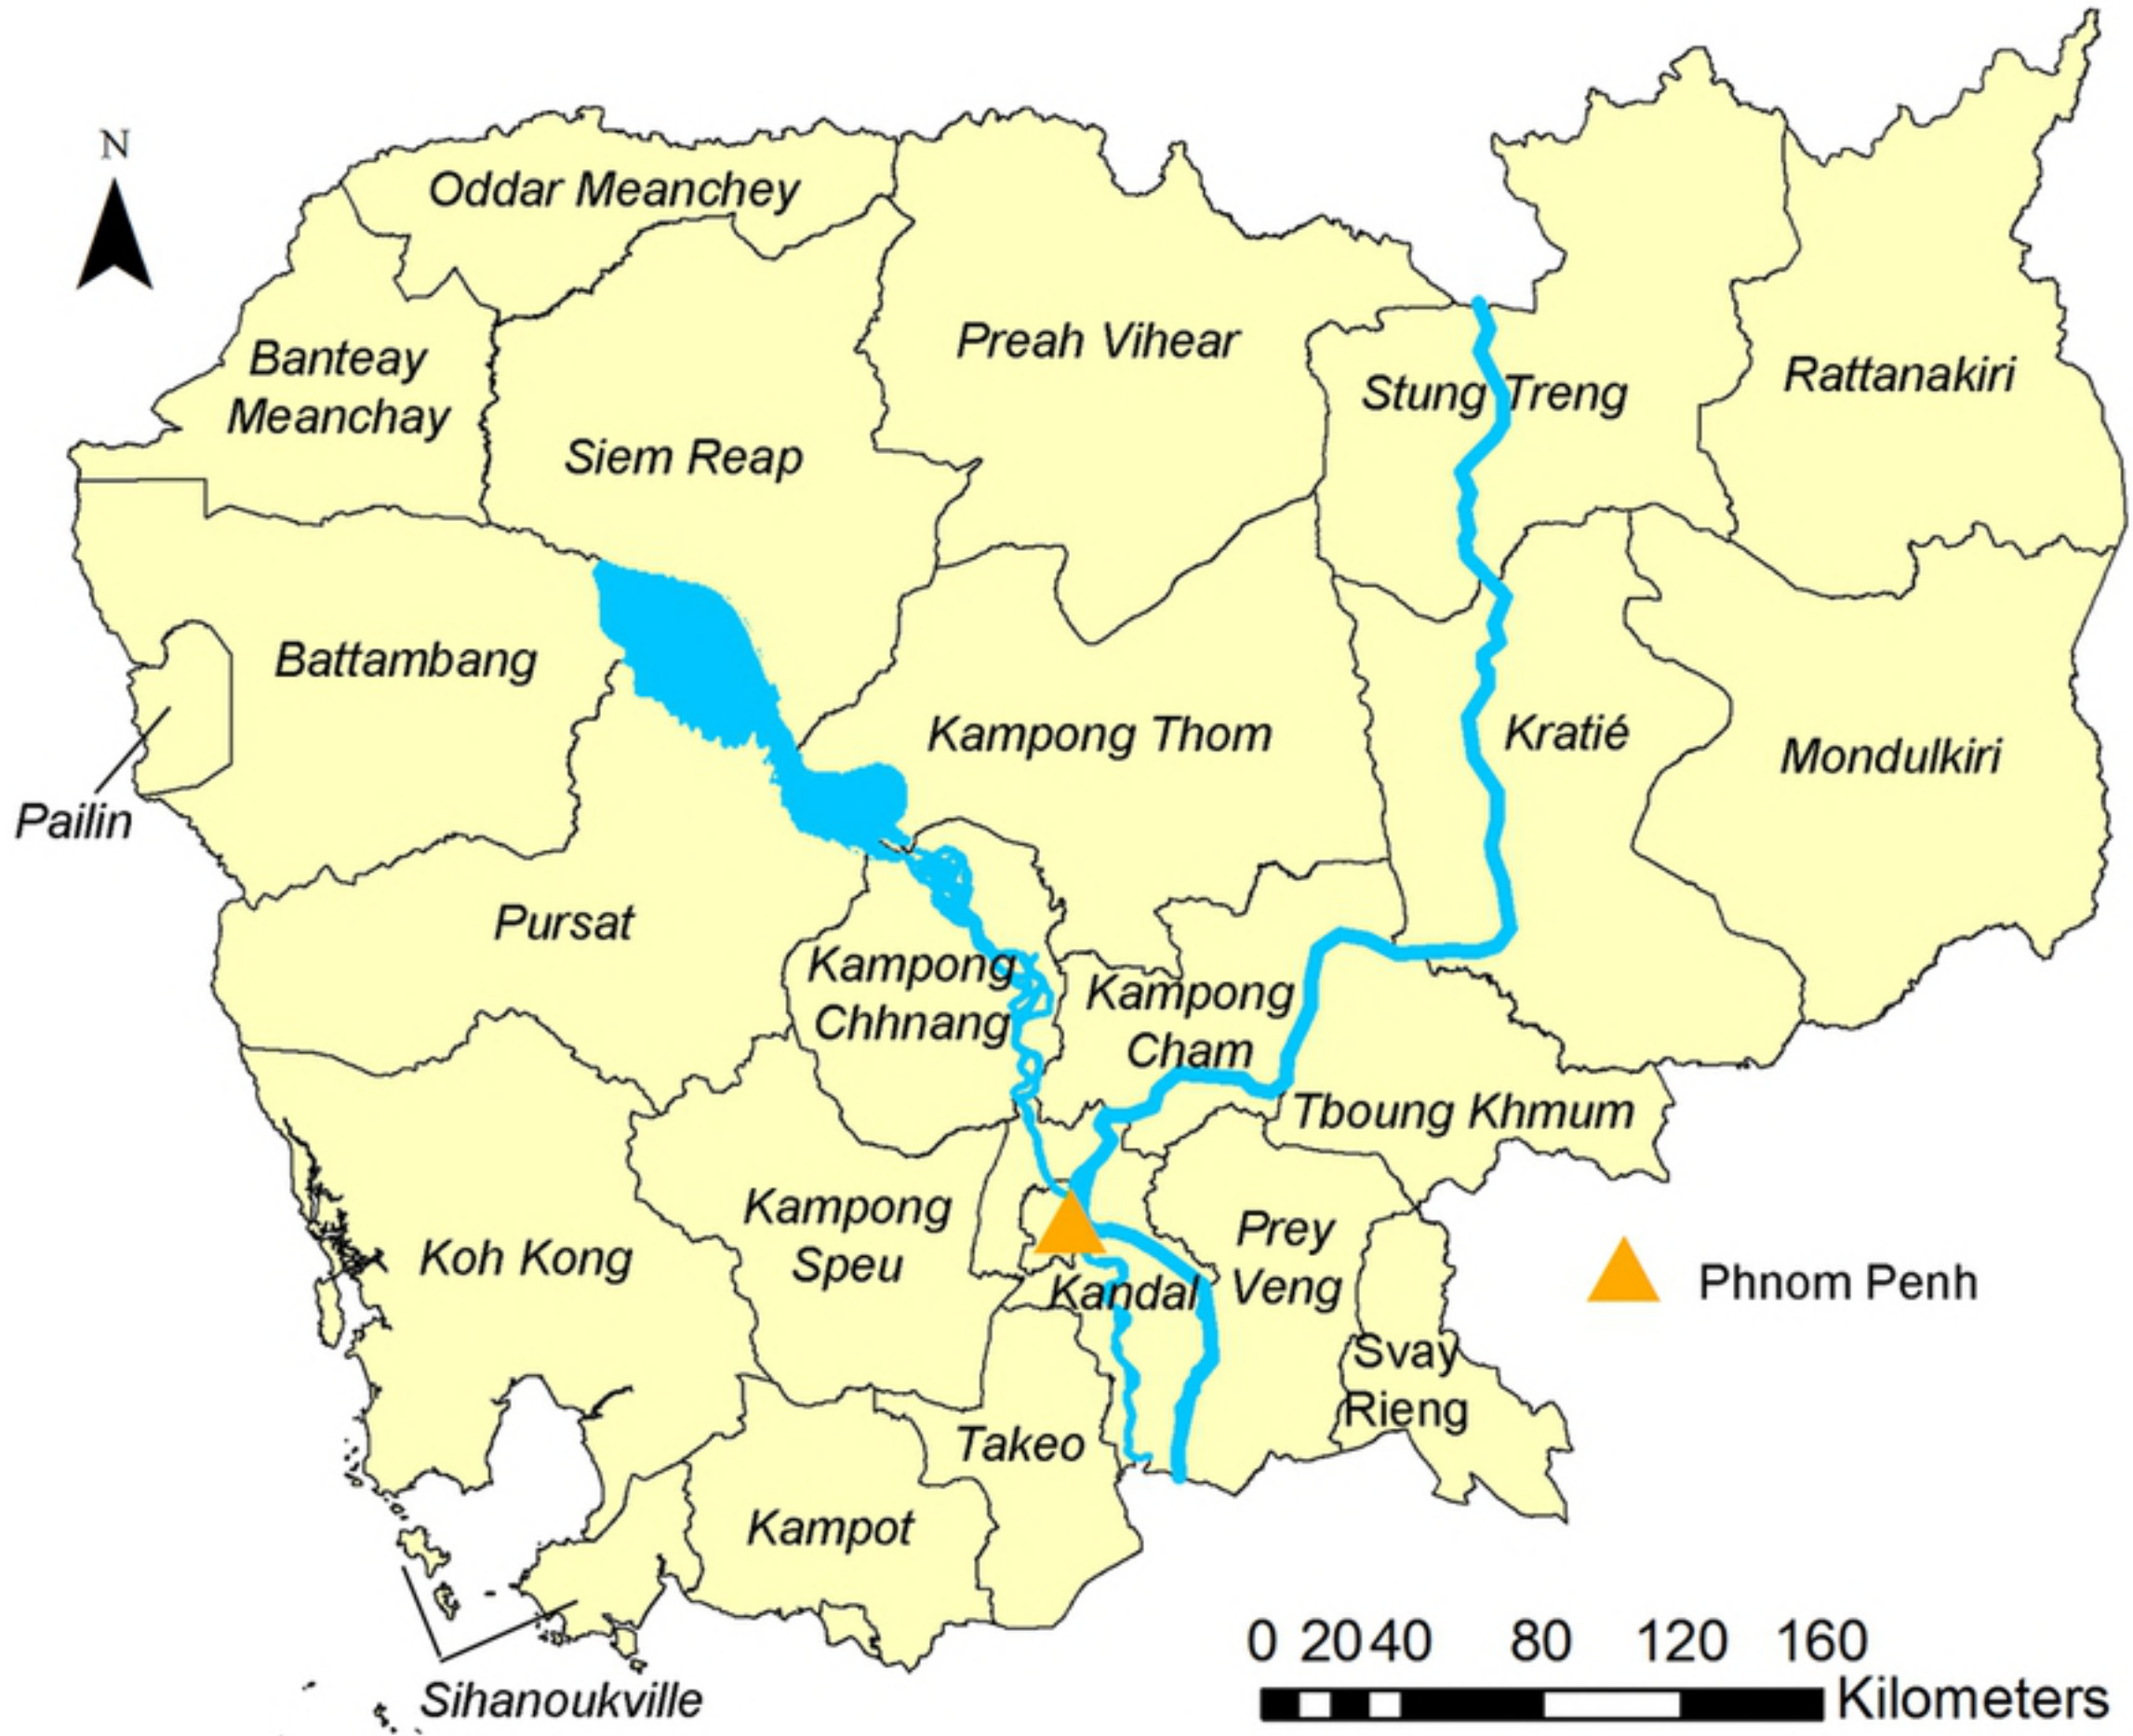 N
Oddar Meanchey
Banteay
Meanchay
Siem Reap
Preah Vihear
Stung Treng
Rattanakiri
Battambang
Pailin
Kampong Thom
Kratié
Mondulkiri
Pursat
Kampong
Chhnang
Kampong
Cham
Tboung Khmum
Koh Kong
Kampong
Speu
Kandal
Prey
Veng
Svay
Rieng
Phnom Penh
Takeo
Kampot
Sihanoukville
0 20 40 80 120 160
Kilometers